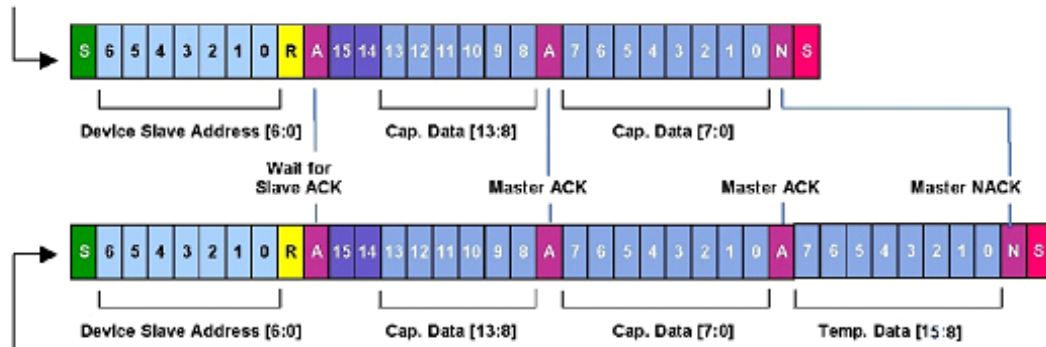 S 6 5 4 3 2 1 0 R A 15 14 13 12 11 10 9 8 A 7 6 5 4 3 2 1 0 N S
Device Slave Address [6:0] Cap. Data [13:8] Cap. Data [7:0]
Wait for
Slave ACK Master ACK Master ACK Master NACK
S 6 5 4 3 2 1 0 R A 15 14 13 12 11 10 9 8 A 7 6 5 4 3 2 1 0 A 7 6 5 4 3 2 1 0 N S
Device Slave Address [6:0] Cap. Data [13:8] Cap. Data [7:0] Temp. Data [15:8]